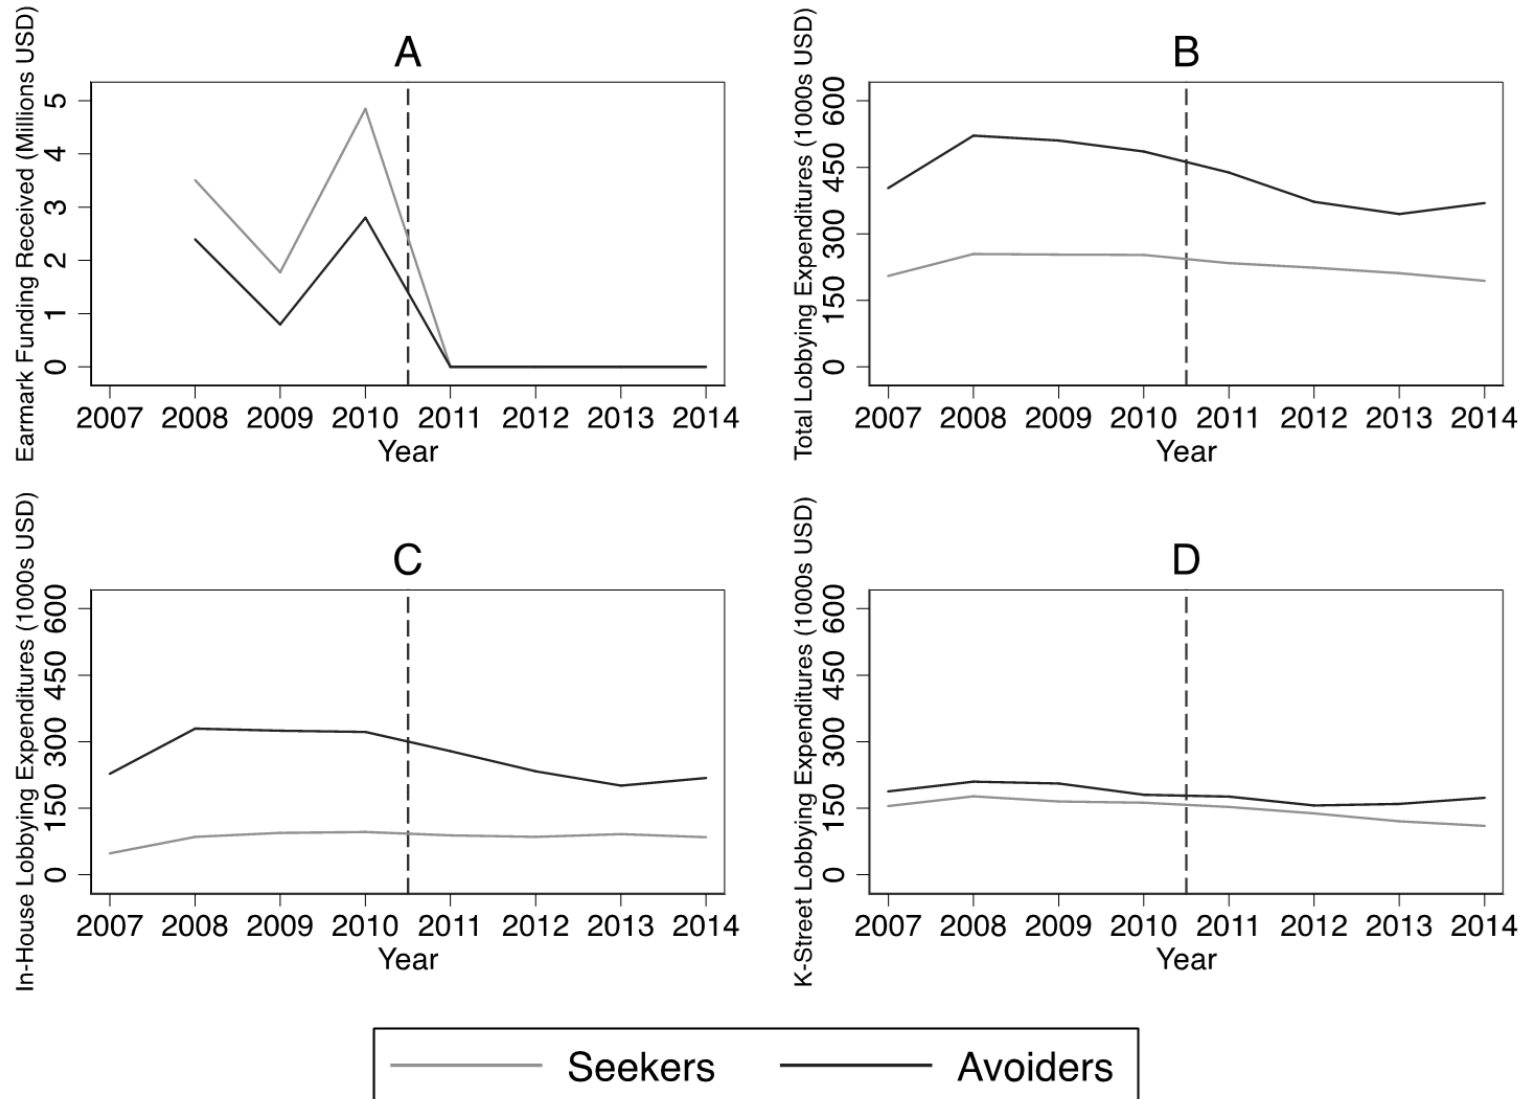 A
Earmark Funding Received (Millions USD)
5
4
3
2
1
0
2007 2008 2009 2010 2011 2012 2013 2014
Year
B
Total Lobbying Expenditures (1000s USD)
600
450
300
150
0
2007 2008 2009 2010 2011 2012 2013 2014
Year
C
In-House Lobbying Expenditures (1000s USD)
600
450
300
150
0
2007 2008 2009 2010 2011 2012 2013 2014
Year
D
K-Street Lobbying Expenditures (1000s USD)
600
450
300
150
0
2007 2008 2009 2010 2011 2012 2013 2014
Year
Seekers Avoiders